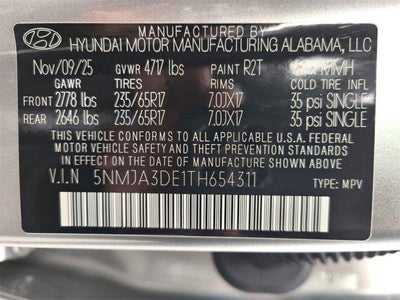 MANUFACTURED BY
HYUNDAI MOTOR MANUFACTURING ALABAMA, LLC
Nov/09/25 GVWR 4717 lbs PAINT R2T MMH
GAWR TIRES RIMS COLD TIRE INFL
FRONT 2778 lbs 235/65R17 7.0JX17 35 psi SINGLE
REAR 2646 lbs 235/65R17 7.0JX17 35 psi SINGLE
THIS VEHICLE CONFORMS TO ALL APPLICABLE U.S.A. FEDERAL
MOTOR VEHICLE SAFETY AND THEFT PREVENTION STANDARDS
IN EFFECT ON THE DATE OF MANUFACTURE SHOWN ABOVE.
V.I.N 5NMJA3DE1TH654311 TYPE: MPV